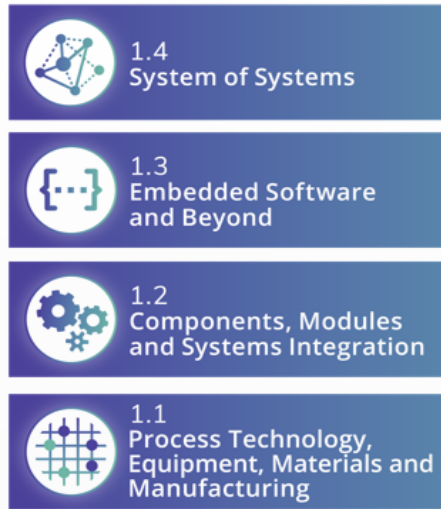 1.4
System of Systems
{...}
1.3
Embedded Software
and Beyond
1.2
Components, Modules
and Systems Integration
1.1
Process Technology,
Equipment, Materials and
Manufacturing